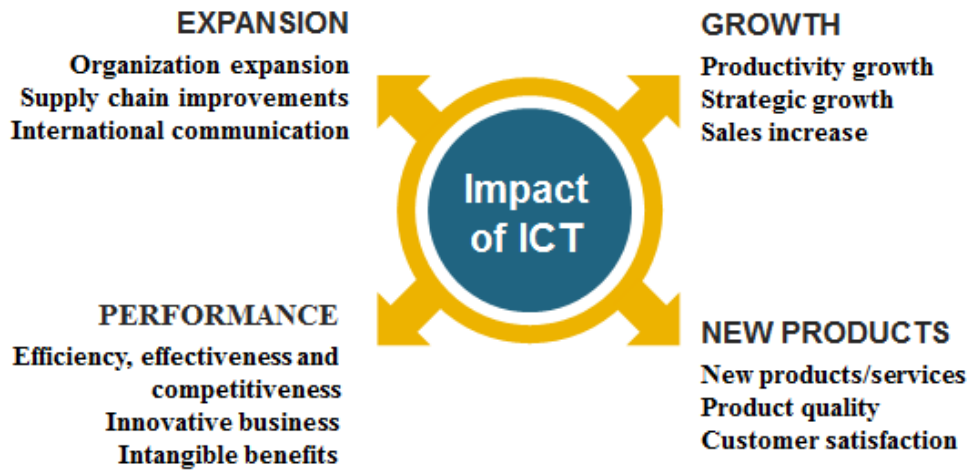 EXPANSION
Organization expansion
Supply chain improvements
International communication
GROWTH
Productivity growth
Strategic growth
Sales increase
Impact
of ICT
PERFORMANCE
Efficiency, effectiveness and
competitiveness
Innovative business
Intangible benefits
NEW PRODUCTS
New products/services
Product quality
Customer satisfaction